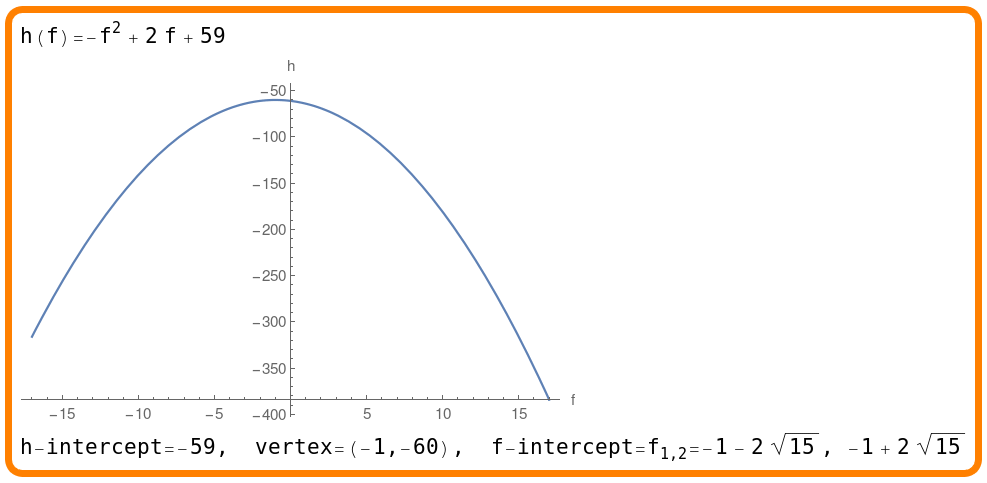 h(f)=-f² + 2 f + 59
h
-50
-100
-150
-200
-250
-300
-350
-400
-15 -10 -5 5 10 15 f
h-intercept=-59, vertex=(-1,-60), f-intercept=f₁,₂=-1 - 2 √15, -1 + 2 √15